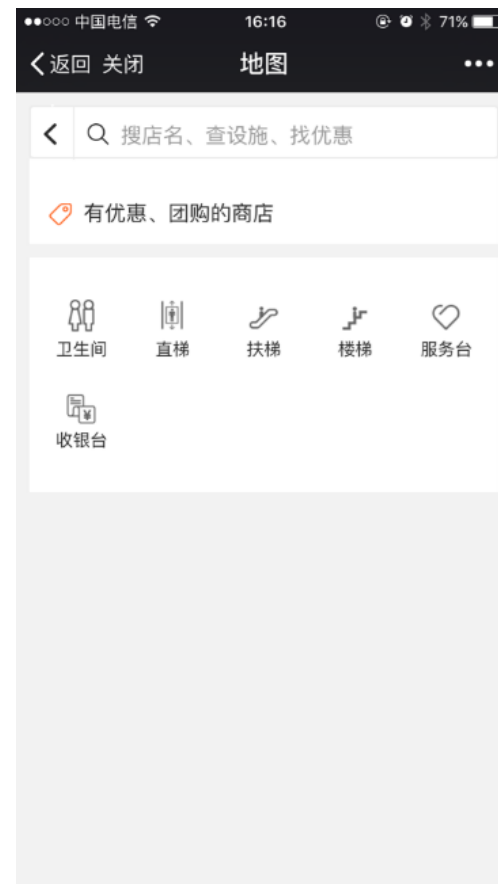 中国电信 16:16 71%
返回 关闭 地图
搜店名、查设施、找优惠
有优惠、团购的商店
卫生间 直梯 扶梯 楼梯 服务台
收银台